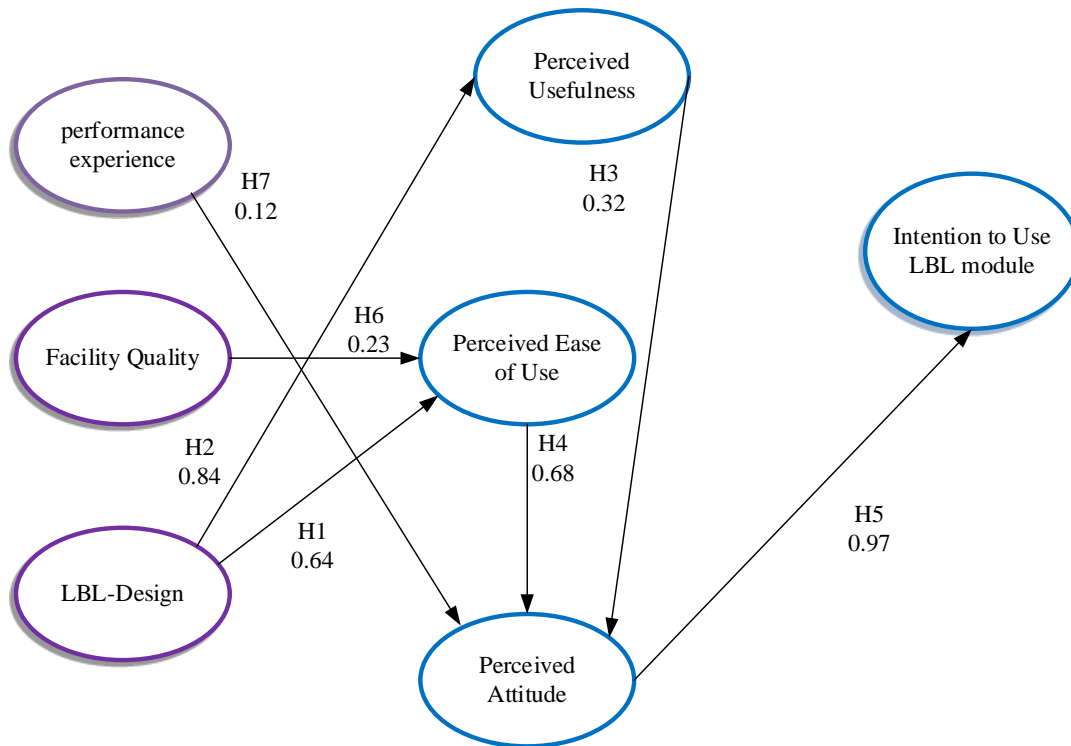 Perceived
Usefulness
performance
experience
H7
0.12
H3
0.32
Intention to Use
LBL module
H6
0.23
Facility Quality
Perceived Ease
of Use
H2
0.84
H4
0.68
H1
0.64
H5
0.97
LBL-Design
Perceived
Attitude